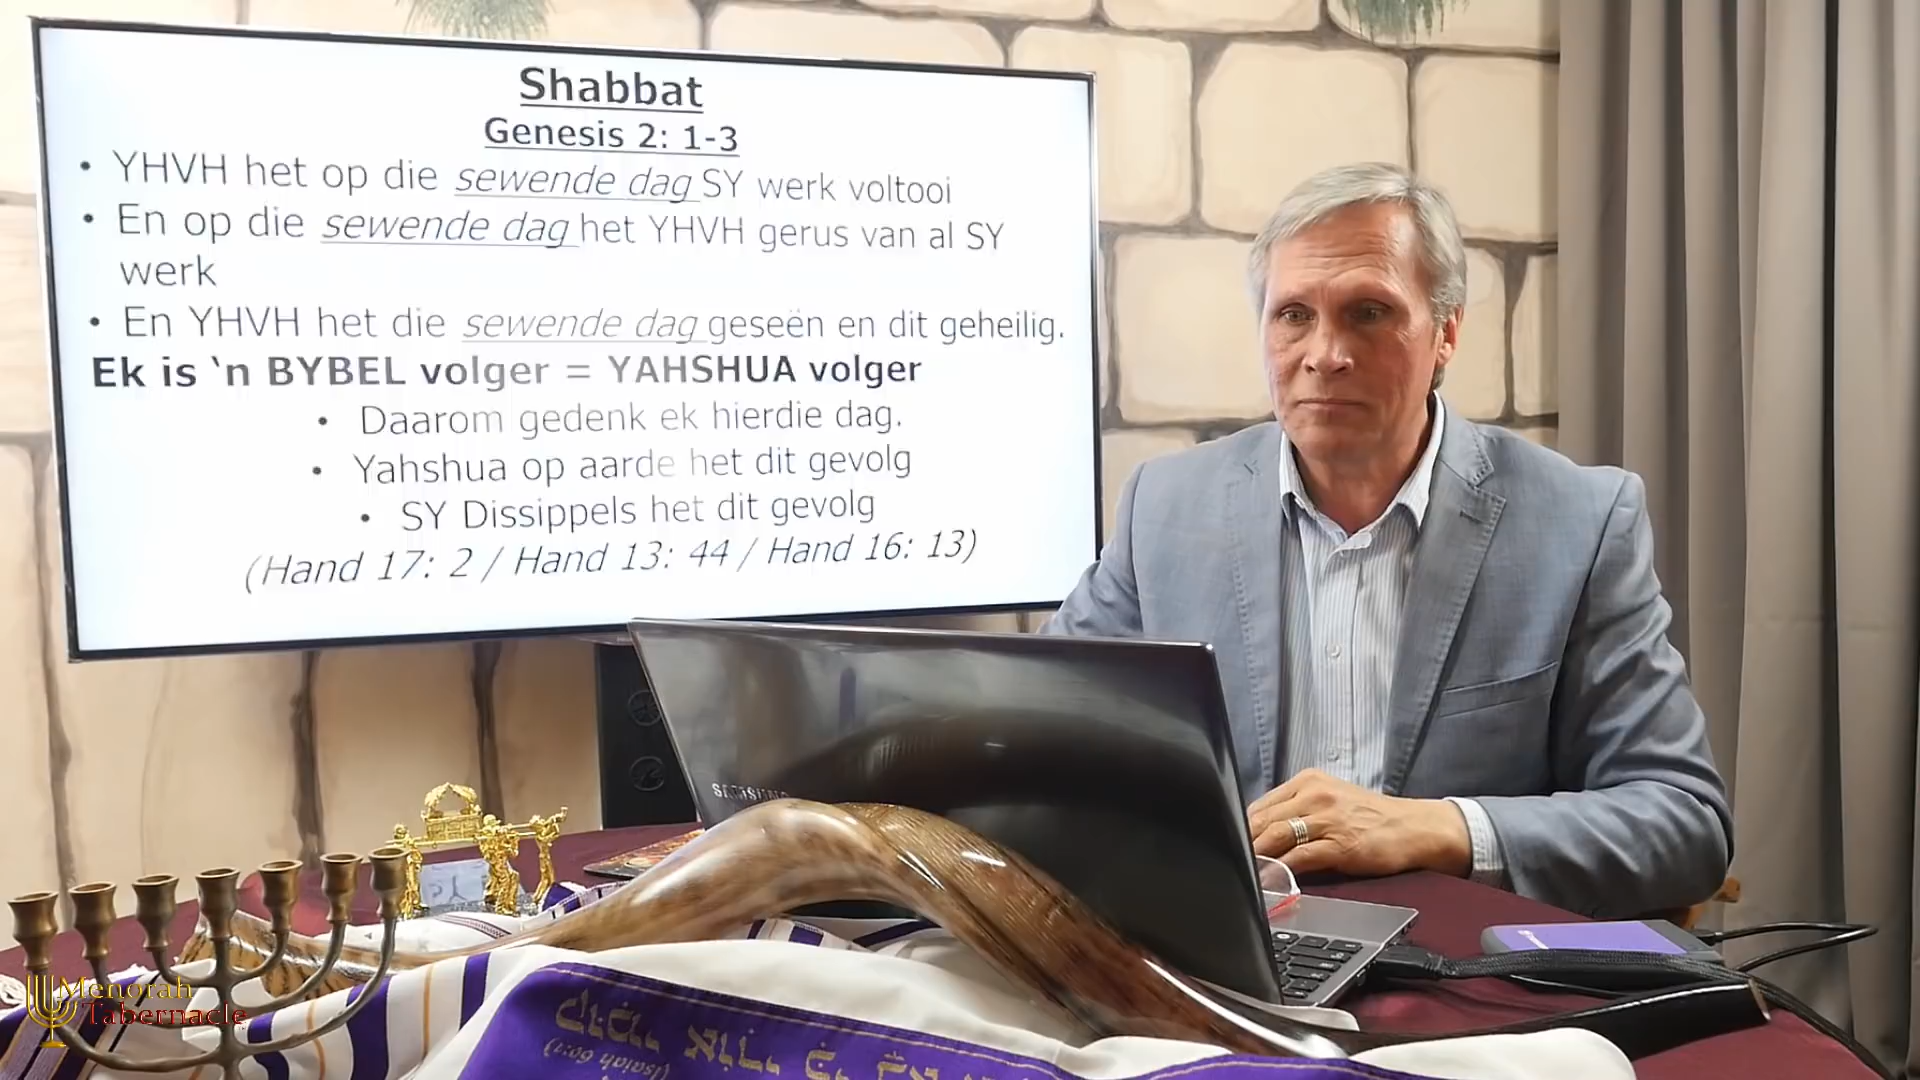 Shabbat
Genesis 2: 1-3
• YHVH het op die sewende dag SY werk voltooi
• En op die sewende dag het YHVH gerus van al SY
werk
• En YHVH het die sewende dag geseën en dit geheilig.
Ek is 'n BYBEL volger = YAHSHUA volger
• Daarom gedenk ek hierdie dag.
• Yahshua op aarde het dit gevolg
• SY Dissippels het dit gevolg
(Hand 17: 2 / Hand 13: 44 / Hand 16: 13)
SAMSUNG
Menorah
Tabernacle
(Isaiah 60:1)